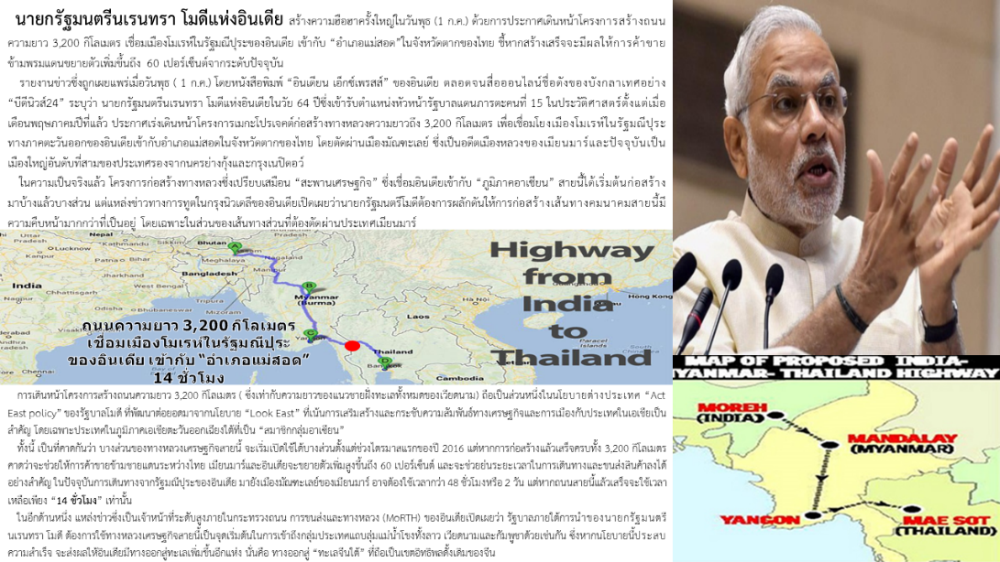 นายกรัฐมนตรีนเรนทรา โมดีแห่งอินเดีย สร้างความฮือฮาครั้งใหญ่ในวันพุธ (1 ก.ค.) ด้วยการประกาศเดินหน้าโครงการสร้างถนน
ความยาว 3,200 กิโลเมตร เชื่อมเมืองโมเรห์ในรัฐมณีปุระของอินเดีย เข้ากับ “อำเภอแม่สอด”ในจังหวัดตากของไทย ชี้หากสร้างเสร็จจะมีผลให้การค้าขาย
ข้ามพรมแดนขยายตัวเพิ่มขึ้นถึง 60 เปอร์เซ็นต์จากระดับปัจจุบัน
รายงานข่าวซึ่งถูกเผยแพร่เมื่อวันพุธ ( 1 ก.ค.) โดยหนังสือพิมพ์ “อินเดียน เอ็กซ์เพรสส์” ของอินเดีย ตลอดจนสื่อออนไลน์ชื่อดังของบังกลาเทศอย่าง
“บีดีนิวส์24” ระบุว่า นายกรัฐมนตรีนเรนทรา โมดีแห่งอินเดียในวัย 64 ปีซึ่งเข้ารับตำแหน่งหัวหน้ารัฐบาลแดนภารตะคนที่ 15 ในประวัติศาสตร์ตั้งแต่เมื่อ
เดือนพฤษภาคมปีที่แล้ว ประกาศเร่งเดินหน้าโครงการเมกะโปรเจคต์ก่อสร้างทางหลวงความยาวถึง 3,200 กิโลเมตร เพื่อเชื่อมโยงเมืองโมเรห์ในรัฐมณีปุระ
ทางภาคตะวันออกของอินเดียเข้ากับอำเภอแม่สอดในจังหวัดตากของไทย โดยตัดผ่านเมืองมัณฑะเลย์ ซึ่งเป็นอดีตเมืองหลวงของเมียนมาร์และปัจจุบันเป็น
เมืองใหญ่อันดับที่สามของประเทศรองจากนครย่างกุ้งและกรุงเนปิดอว์
ในความเป็นจริงแล้ว โครงการก่อสร้างทางหลวงซึ่งเปรียบเสมือน “สะพานเศรษฐกิจ” ซึ่งเชื่อมอินเดียเข้ากับ “ภูมิภาคอาเซียน” สายนี้ได้เริ่มต้นก่อสร้าง
มาบ้างแล้วบางส่วน แต่แหล่งข่าวทางการทูตในกรุงนิวเดลีของอินเดียเปิดเผยว่านายกรัฐมนตรีโมดีต้องการผลักดันให้การก่อสร้างเส้นทางคมนาคมสายนี้มี
ความคืบหน้ามากกว่าที่เป็นอยู่ โดยเฉพาะในส่วนของเส้นทางส่วนที่ต้องตัดผ่านประเทศเมียนมาร์
Uttar Pradesh
Nepal
Kathmandu
Sikkim
Bhutan
A
Lucknow
Kanpur
Patna
Bihar
Meghalaya
Nagaland
Manipur
Bangladesh
Jharkhand
India
Chhattisgarh
West Bengal
Tripura
Mizoram
Nagpur
Odisha
Bhubaneswar
B
Myanmar
(Burma)
Laos
Hà Nội
Hong Kong
Highway
from
India
to
Thailand
ถนนความยาว 3,200 กิโลเมตร
เชื่อมเมืองโมเรห์ในรัฐมณีปุระ
ของอินเดีย เข้ากับ “อำเภอแม่สอด”
14 ชั่วโมง
C
Thailand
D
Bangkok
Cambodia
Paracel
Islands
Chennai
การเดินหน้าโครงการสร้างถนนความยาว 3,200 กิโลเมตร ( ซึ่งเท่ากับความยาวของแนวชายฝั่งทะเลทั้งหมดของเวียดนาม) ถือเป็นส่วนหนึ่งในนโยบายต่างประเทศ “Act
East policy” ของรัฐบาลโมดี ที่พัฒนาต่อยอดมาจากนโยบาย “Look East” ที่เน้นการเสริมสร้างและกระชับความสัมพันธ์ทางเศรษฐกิจและการเมืองกับประเทศในเอเชียเป็น
สำคัญ โดยเฉพาะประเทศในภูมิภาคเอเชียตะวันออกเฉียงใต้ที่เป็น “สมาชิกกลุ่มอาเซียน”
ทั้งนี้ เป็นที่คาดกันว่า บางส่วนของทางหลวงเศรษฐกิจสายนี้ จะเริ่มเปิดใช้ได้บางส่วนตั้งแต่ช่วงไตรมาสแรกของปี 2016 แต่หากการก่อสร้างแล้วเสร็จครบทั้ง 3,200 กิโลเมตร
คาดว่าจะช่วยให้การค้าขายข้ามชายแดนระหว่างไทย เมียนมาร์และอินเดียจะขยายตัวเพิ่มสูงขึ้นถึง 60 เปอร์เซ็นต์ และจะช่วยย่นระยะเวลาในการเดินทางและขนส่งสินค้าลงได้
อย่างสำคัญ ในปัจจุบันการเดินทางจากรัฐมณีปุระของอินเดีย มายังเมืองมัณฑะเลย์ของเมียนมาร์ อาจต้องใช้เวลากว่า 48 ชั่วโมงหรือ 2 วัน แต่หากถนนสายนี้แล้วเสร็จจะใช้เวลา
เหลือเพียง “14 ชั่วโมง” เท่านั้น
ในอีกด้านหนึ่ง แหล่งข่าวซึ่งเป็นเจ้าหน้าที่ระดับสูงภายในกระทรวงถนน การขนส่งและทางหลวง (MoRTH) ของอินเดียเปิดเผยว่า รัฐบาลภายใต้การนำของนายกรัฐมนตรี
นเรนทรา โมดี ต้องการใช้ทางหลวงเศรษฐกิจสายนี้เป็นจุดเริ่มต้นในการเข้าถึงกลุ่มประเทศแถบลุ่มแม่น้ำโขงทั้งลาว เวียดนามและกัมพูชาด้วยเช่นกัน ซึ่งหากนโยบายนี้ประสบ
ความสำเร็จ จะส่งผลให้อินเดียมีทางออกสู่ทะเลเพิ่มขึ้นอีกแห่ง นั่นคือ ทางออกสู่ “ทะเลจีนใต้” ที่ถือเป็นเขตอิทธิพลดั้งเดิมของจีน
MAP OF PROPOSED INDIA-
MYANMAR- THAILAND HIGHWAY
MOREH
(INDIA)
MANDALAY
(MYANMAR)
YANGON
MAE SOT
(THAILAND)